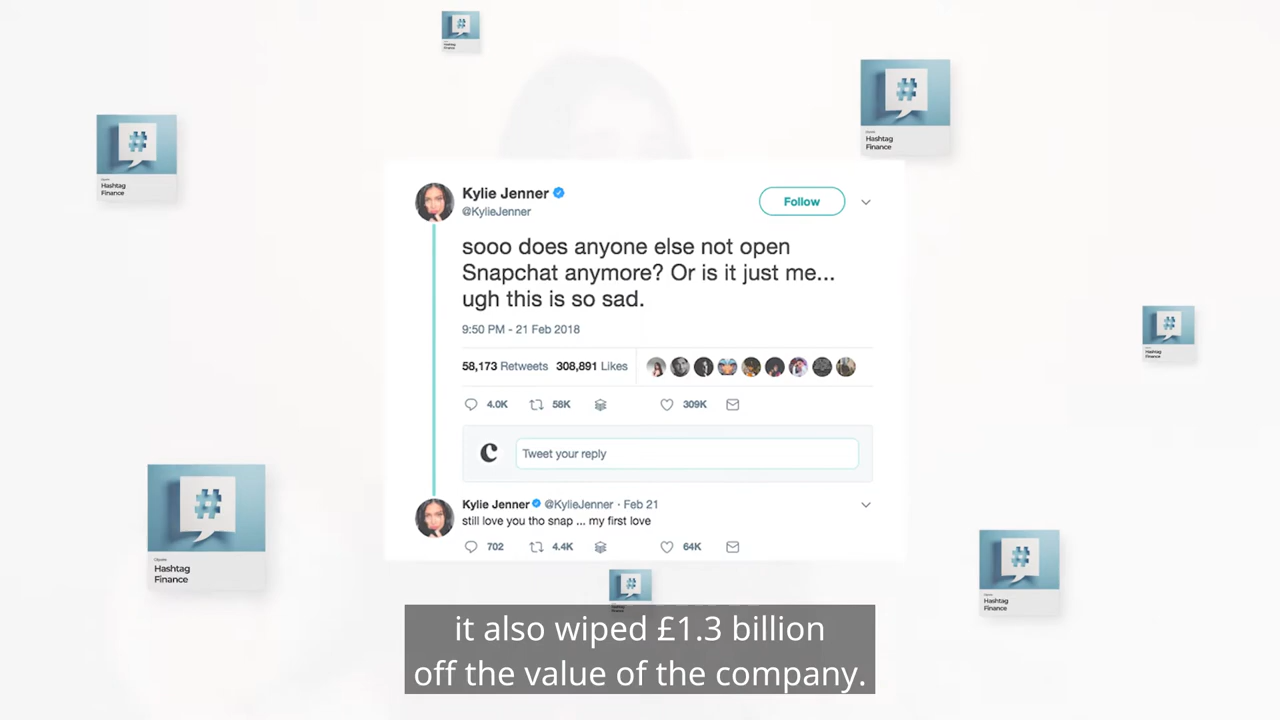 Hashtag
Finance
Hashtag
Finance
Kylie Jenner
@KylieJenner
Follow
sooo does anyone else not open
Snapchat anymore? Or is it just me...
ugh this is so sad.
9:50 PM - 21 Feb 2018
58,173 Retweets 308,891 Likes
4.0K 58K 309K
Tweet your reply
Kylie Jenner @KylieJenner · Feb 21
still love you tho snap ... my first love
702 4.4K 64K
Hashtag
Finance
Hashtag
Finance
Hashtag
Finance
it also wiped £1.3 billion
off the value of the company.